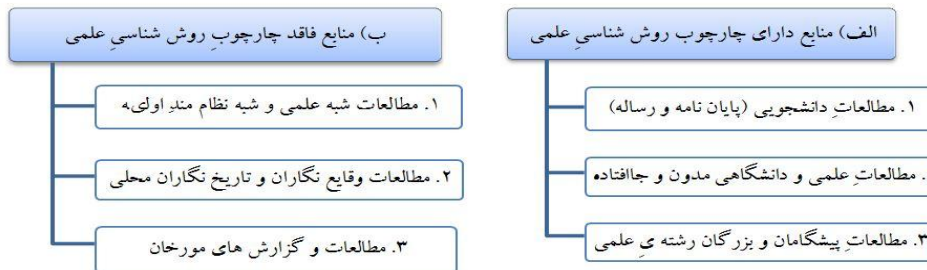 الف) منابع دارای چارچوب روش شناسیِ علمی
۱. مطالعاتِ دانشجویی (پایان نامه و رساله)
. مطالعاتِ علمی و دانشگاهی مدون و جاافتاده
۳. مطالعاتِ پیشگامان و بزرگان رشته یِ علمی
ب) منابع فاقد چارچوبِ روش شناسیِ علمی
۱. مطالعات شبه علمی و شبه نظام مندِ اولیه
۲. مطالعات وقایع نگاران و تاریخ نگاران محلی
۳. مطالعات و گزارش های مورخان